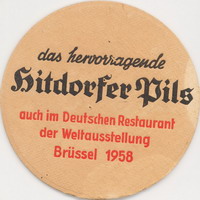 das hervorragende
Hitdorfer Pils
auch im Deutschen Restaurant
der Weltausstellung
Brüssel 1958